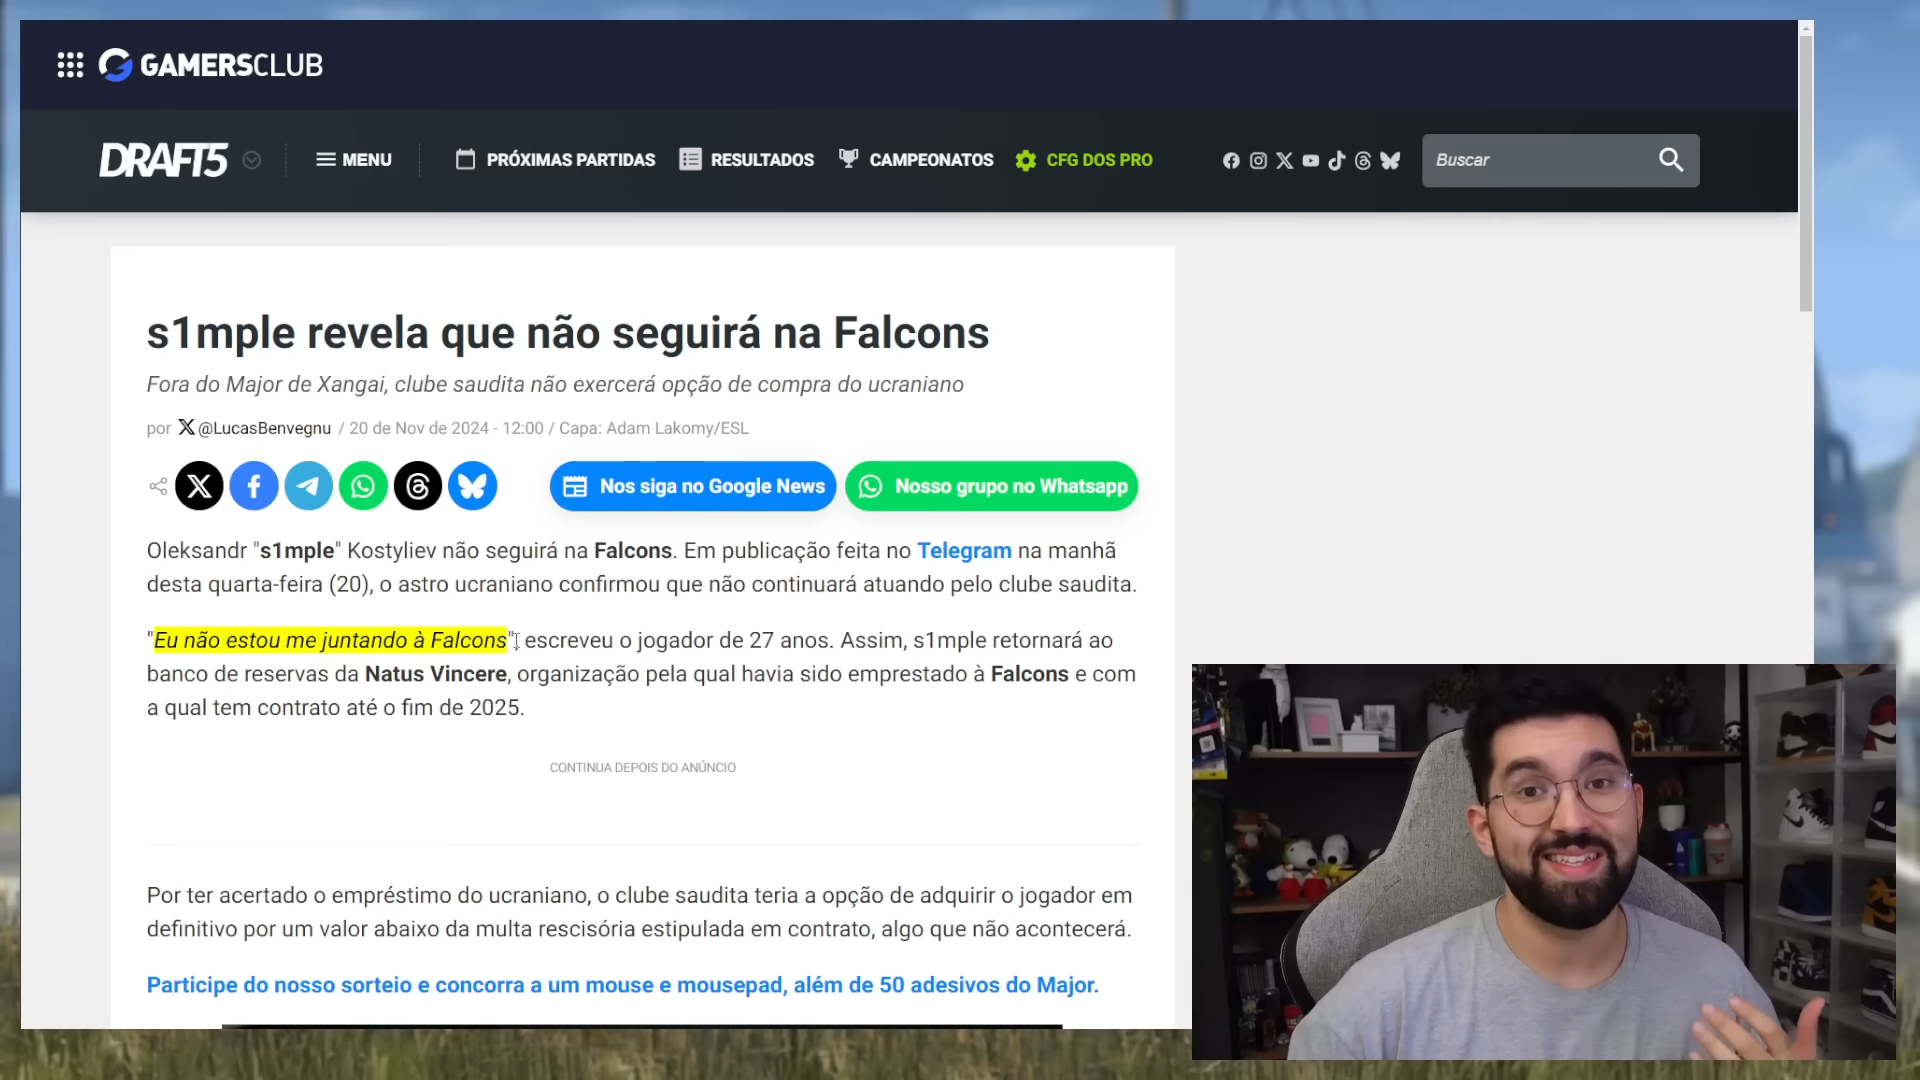 GAMERSCLUB
DRAFT5
MENU
PRÓXIMAS PARTIDAS
RESULTADOS
CAMPEONATOS
CFG DOS PRO
Buscar
s1mple revela que não seguirá na Falcons
Fora do Major de Xangai, clube saudita não exercerá opção de compra do ucraniano
por @LucasBenvegnu / 20 de Nov de 2024 - 12:00 / Capa: Adam Lakomy/ESL
Nos siga no Google News
Nosso grupo no Whatsapp
Oleksandr "s1mple" Kostyliev não seguirá na Falcons. Em publicação feita no Telegram na manhã
desta quarta-feira (20), o astro ucraniano confirmou que não continuará atuando pelo clube saudita.
"Eu não estou me juntando à Falcons", escreveu o jogador de 27 anos. Assim, s1mple retornará ao
banco de reservas da Natus Vincere, organização pela qual havia sido emprestado à Falcons e com
a qual tem contrato até o fim de 2025.
CONTINUA DEPOIS DO ANÚNCIO
Por ter acertado o empréstimo do ucraniano, o clube saudita teria a opção de adquirir o jogador em
definitivo por um valor abaixo da multa rescisória estipulada em contrato, algo que não acontecerá.
Participe do nosso sorteio e concorra a um mouse e mousepad, além de 50 adesivos do Major.